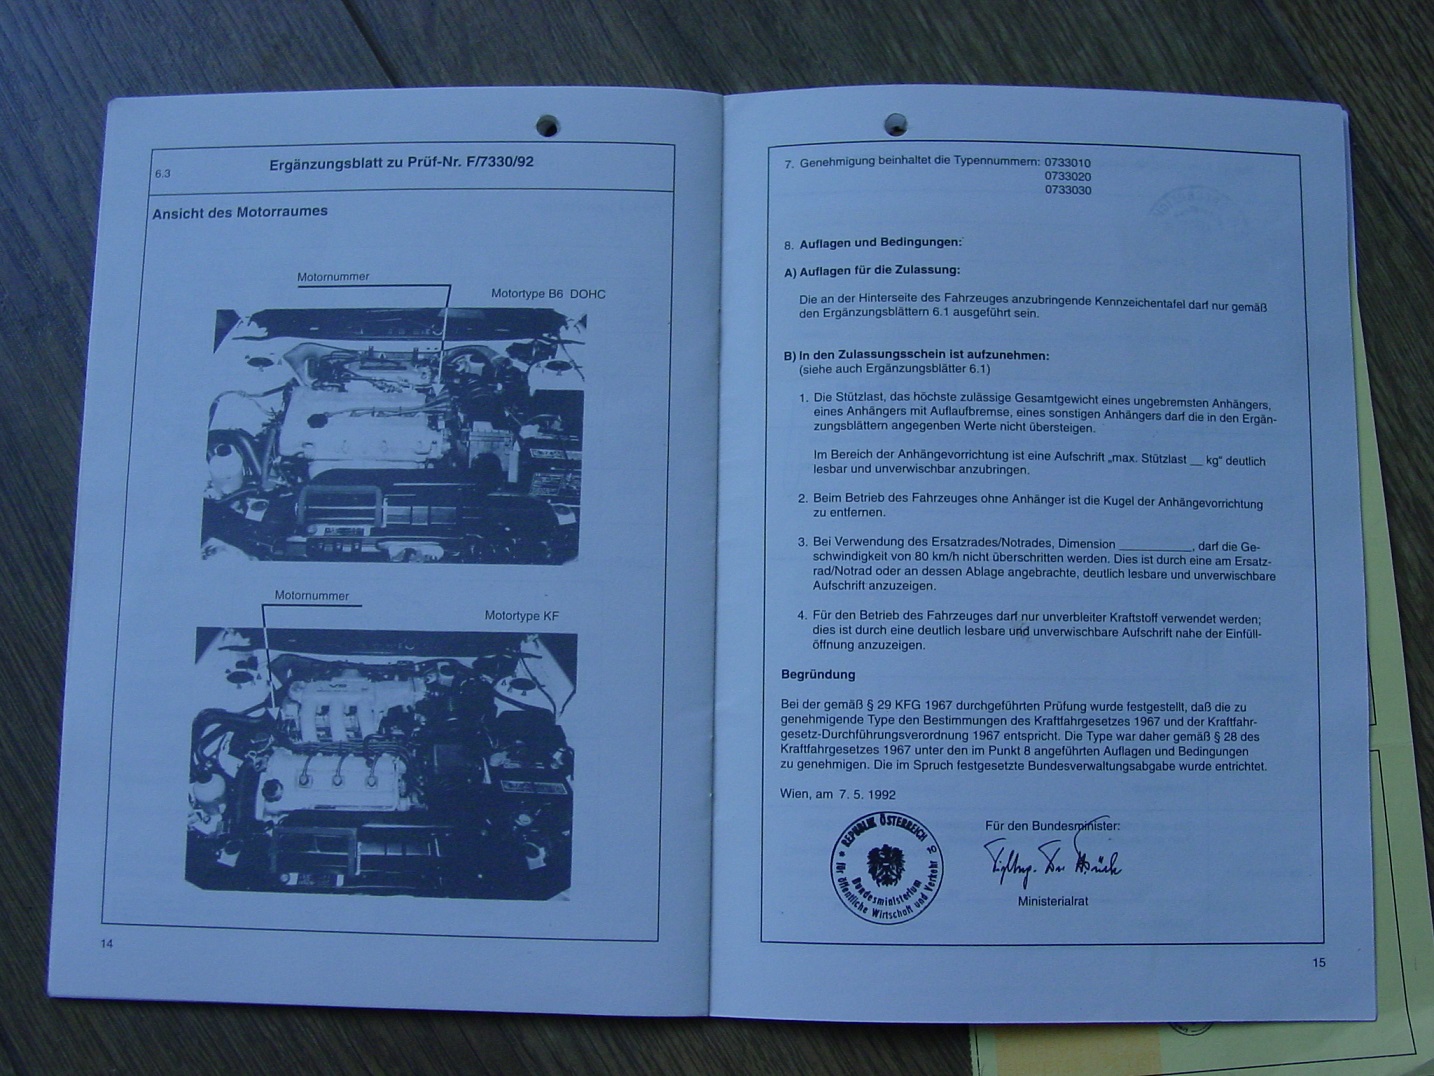 6.3
Ergänzungsblatt zu Prüf-Nr. F/7330/92
Ansicht des Motorraumes
Motornummer
Motortype B6 DOHC
Motornummer
Motortype KF
V6
14
7. Genehmigung beinhaltet die Typennummern: 0733010
0733020
0733030
8. Auflagen und Bedingungen:
A) Auflagen für die Zulassung:
Die an der Hinterseite des Fahrzeuges anzubringende Kennzeichentafel darf nur gemäß
den Ergänzungsblättern 6.1 ausgeführt sein.
B) In den Zulassungsschein ist aufzunehmen:
(siehe auch Ergänzungsblätter 6.1)
1. Die Stützlast, das höchste zulässige Gesamtgewicht eines ungebremsten Anhängers,
eines Anhängers mit Auflaufbremse, eines sonstigen Anhängers darf die in den Ergän-
zungsblättern angegenben Werte nicht übersteigen.
Im Bereich der Anhängevorrichtung ist eine Aufschrift „max. Stützlast __ kg“ deutlich
lesbar und unverwischbar anzubringen.
2. Beim Betrieb des Fahrzeuges ohne Anhänger ist die Kugel der Anhängevorrichtung
zu entfernen.
3. Bei Verwendung des Ersatzrades/Notrades, Dimension ___________, darf die Ge-
schwindigkeit von 80 km/h nicht überschritten werden. Dies ist durch eine am Ersatz-
rad/Notrad oder an dessen Ablage angebrachte, deutlich lesbare und unverwischbare
Aufschrift anzuzeigen.
4. Für den Betrieb des Fahrzeuges darf nur unverbleiter Kraftstoff verwendet werden;
dies ist durch eine deutlich lesbare und unverwischbare Aufschrift nahe der Einfüll-
öffnung anzuzeigen.
Begründung
Bei der gemäß § 29 KFG 1967 durchgeführten Prüfung wurde festgestellt, daß die zu
genehmigende Type den Bestimmungen des Kraftfahrgesetzes 1967 und der Kraftfahr-
gesetz-Durchführungsverordnung 1967 entspricht. Die Type war daher gemäß § 28 des
Kraftfahrgesetzes 1967 unter den im Punkt 8 angeführten Auflagen und Bedingungen
zu genehmigen. Die im Spruch festgesetzte Bundesverwaltungsabgabe wurde entrichtet.
Wien, am 7. 5. 1992
REPUBLIK ÖSTERREICH
Bundesministerium
für öffentliche Wirtschaft und Verkehr
Für den Bundesminister:
Ministerialrat
15